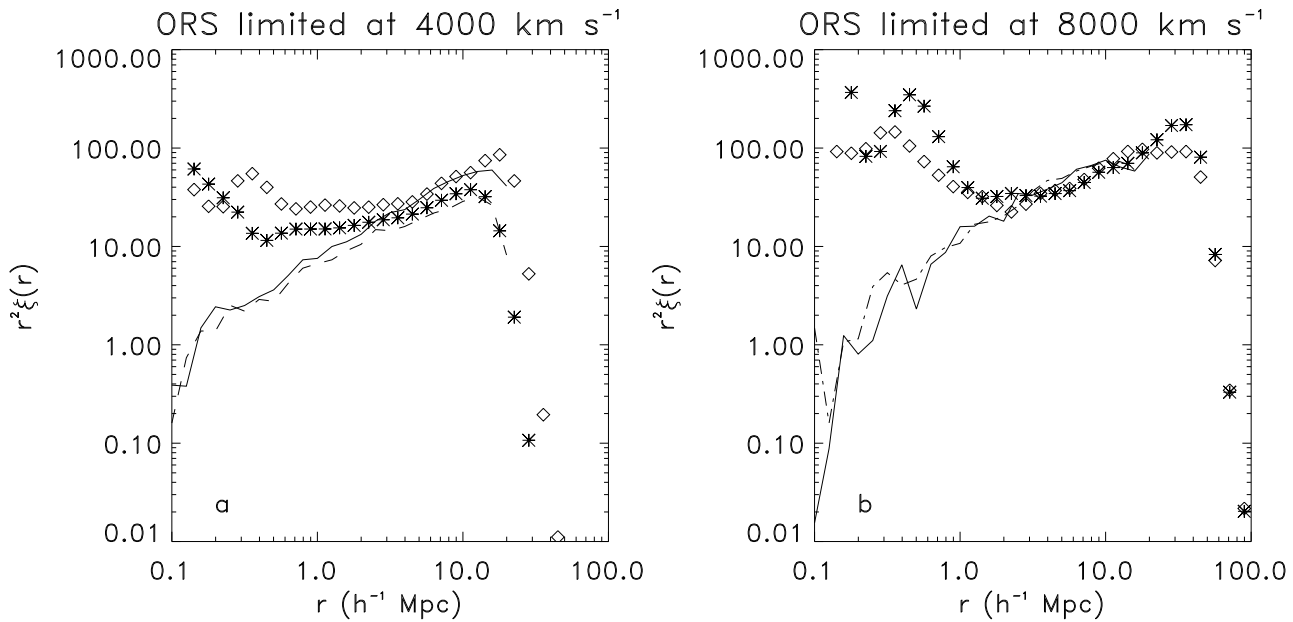 ORS limited at 4000 km s⁻¹
1000.00
100.00
10.00
1.00
0.10
0.01
r²ξ(r)
a
0.1 1.0 10.0 100.0
r (h⁻¹ Mpc)
ORS limited at 8000 km s⁻¹
1000.00
100.00
10.00
1.00
0.10
0.01
r²ξ(r)
b
0.1 1.0 10.0 100.0
r (h⁻¹ Mpc)